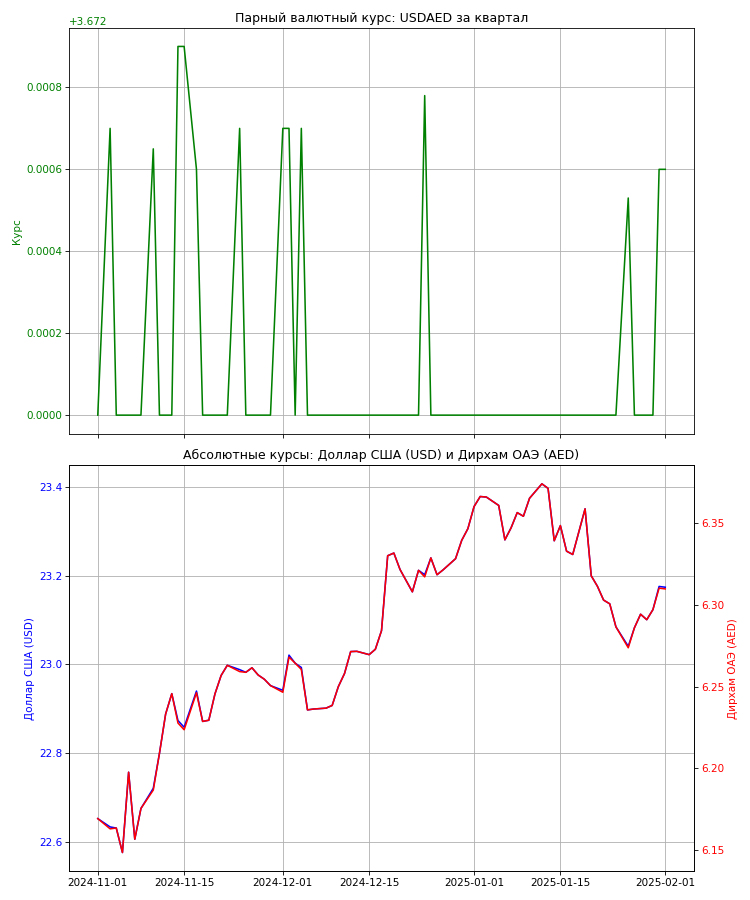 Парный валютный курс: USDAED за квартал
+3.672
0.0008
0.0006
0.0004
0.0002
0.0000
Курс
Абсолютные курсы: Доллар США (USD) и Дирхам ОАЭ (AED)
23.4
23.2
23.0
22.8
22.6
Доллар США (USD)
6.35
6.30
6.25
6.20
6.15
Дирхам ОАЭ (AED)
2024-11-01 2024-11-15 2024-12-01 2024-12-15 2025-01-01 2025-01-15 2025-02-01